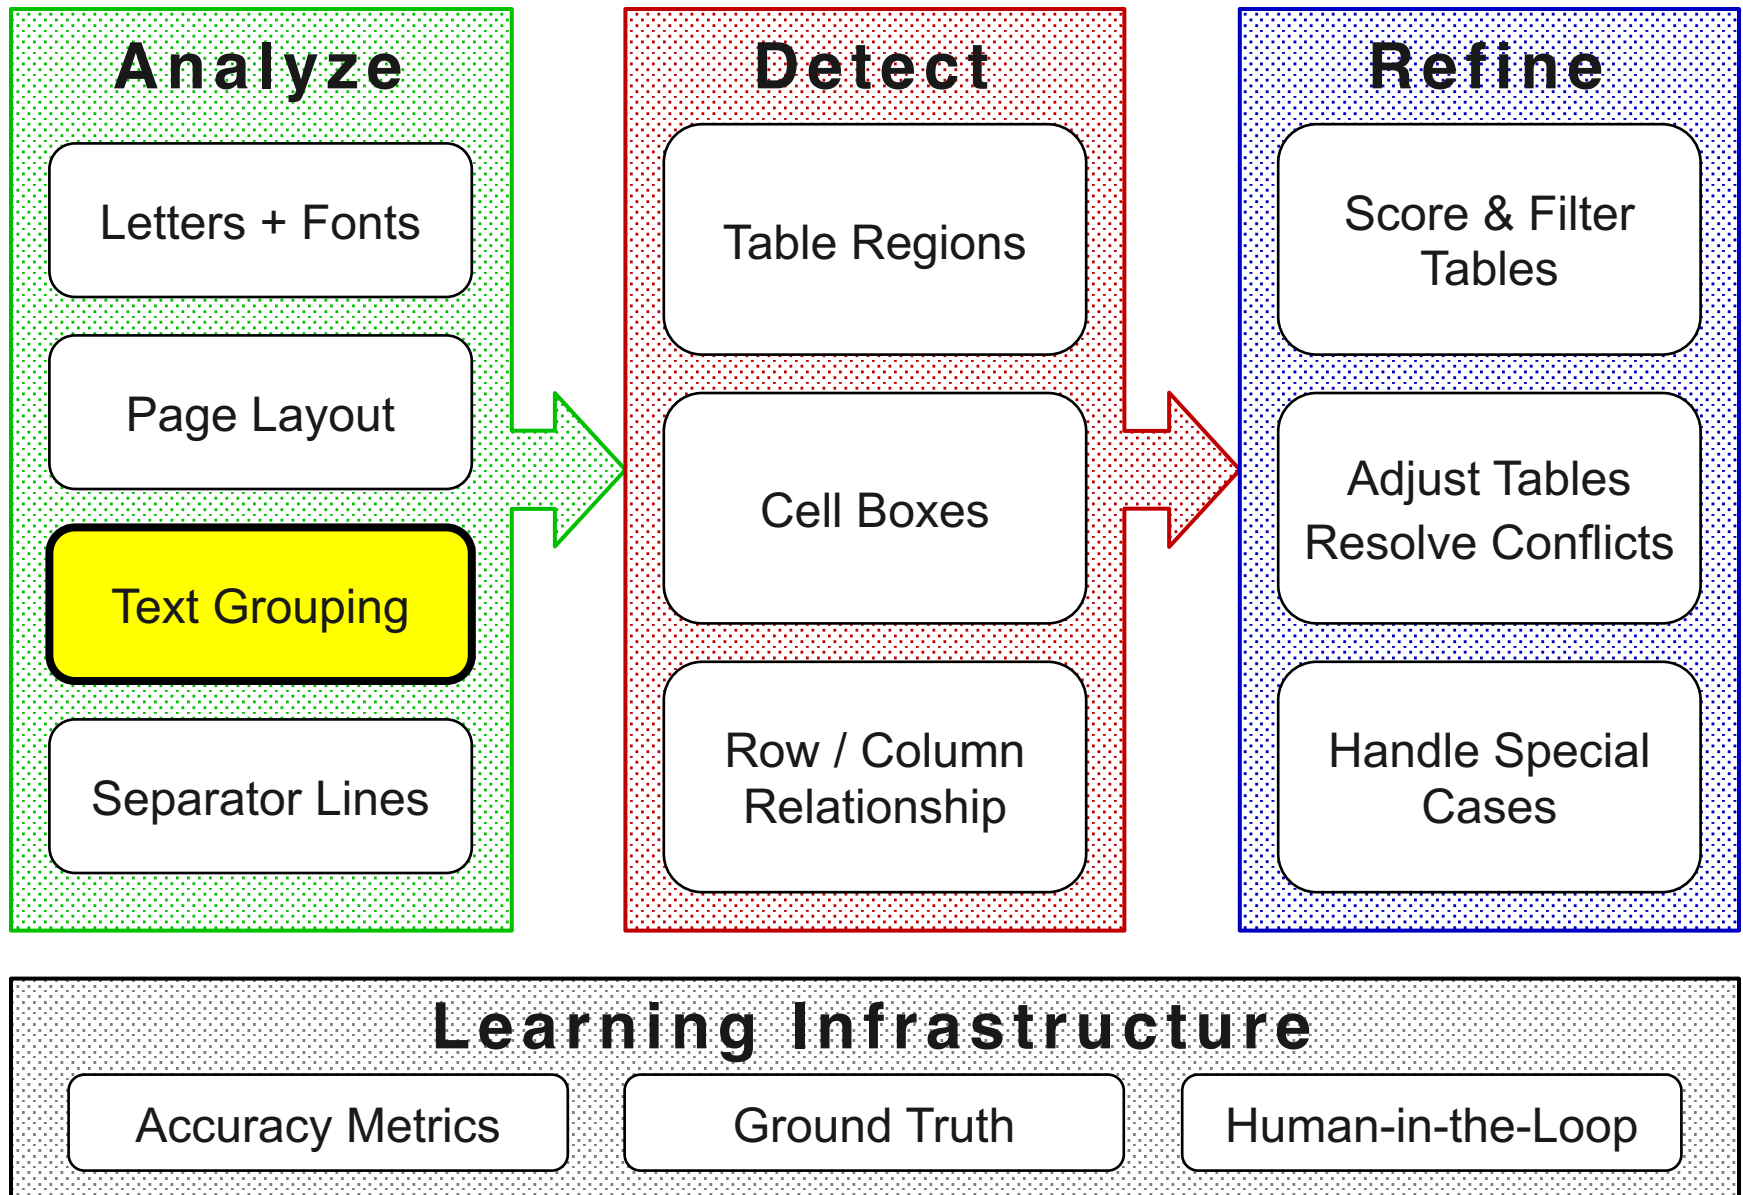 Analyze
Letters + Fonts
Page Layout
Text Grouping
Separator Lines
Detect
Table Regions
Cell Boxes
Row / Column
Relationship
Refine
Score & Filter
Tables
Adjust Tables
Resolve Conflicts
Handle Special
Cases
Learning Infrastructure
Accuracy Metrics
Ground Truth
Human-in-the-Loop